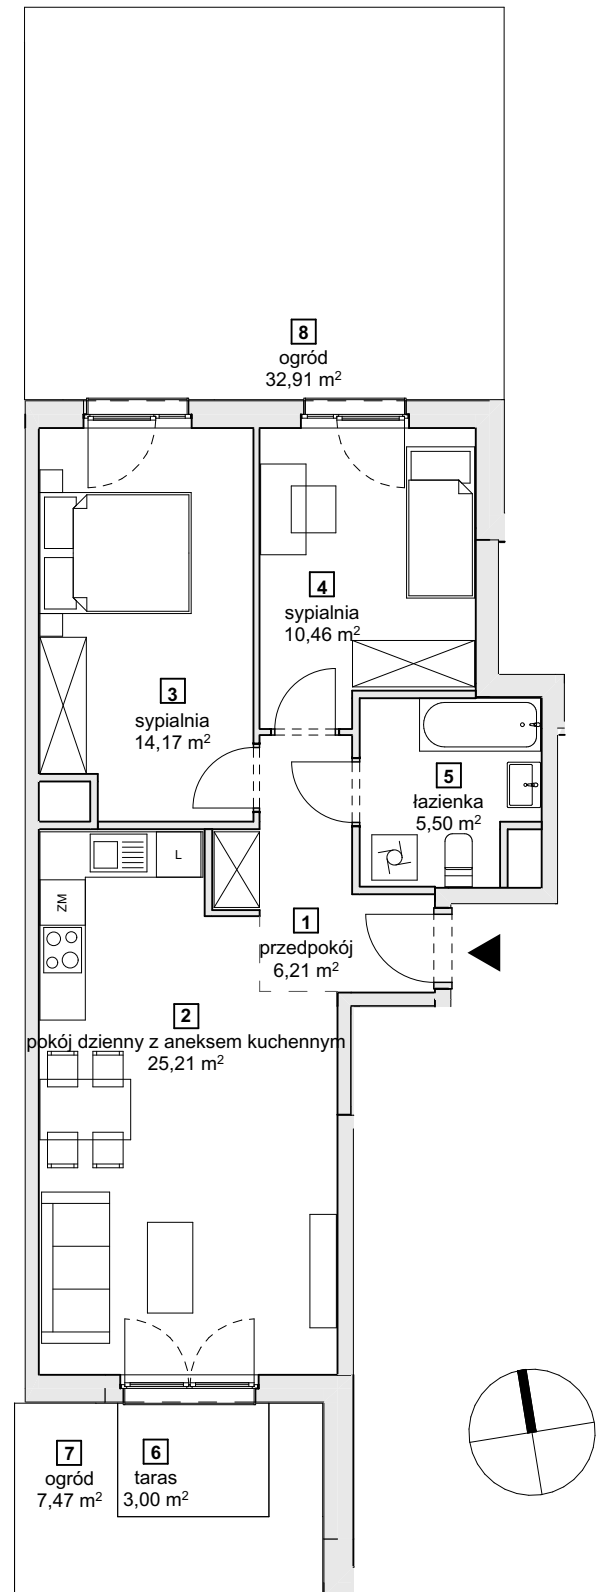 8
ogród
32,91 m²
4
sypialnia
10,46 m²
3
sypialnia
14,17 m²
5
łazienka
5,50 m²
L
ZM
1
przedpokój
6,21 m²
2
pokój dzienny z aneksem kuchennym
25,21 m²
7
ogród
7,47 m²
6
taras
3,00 m²